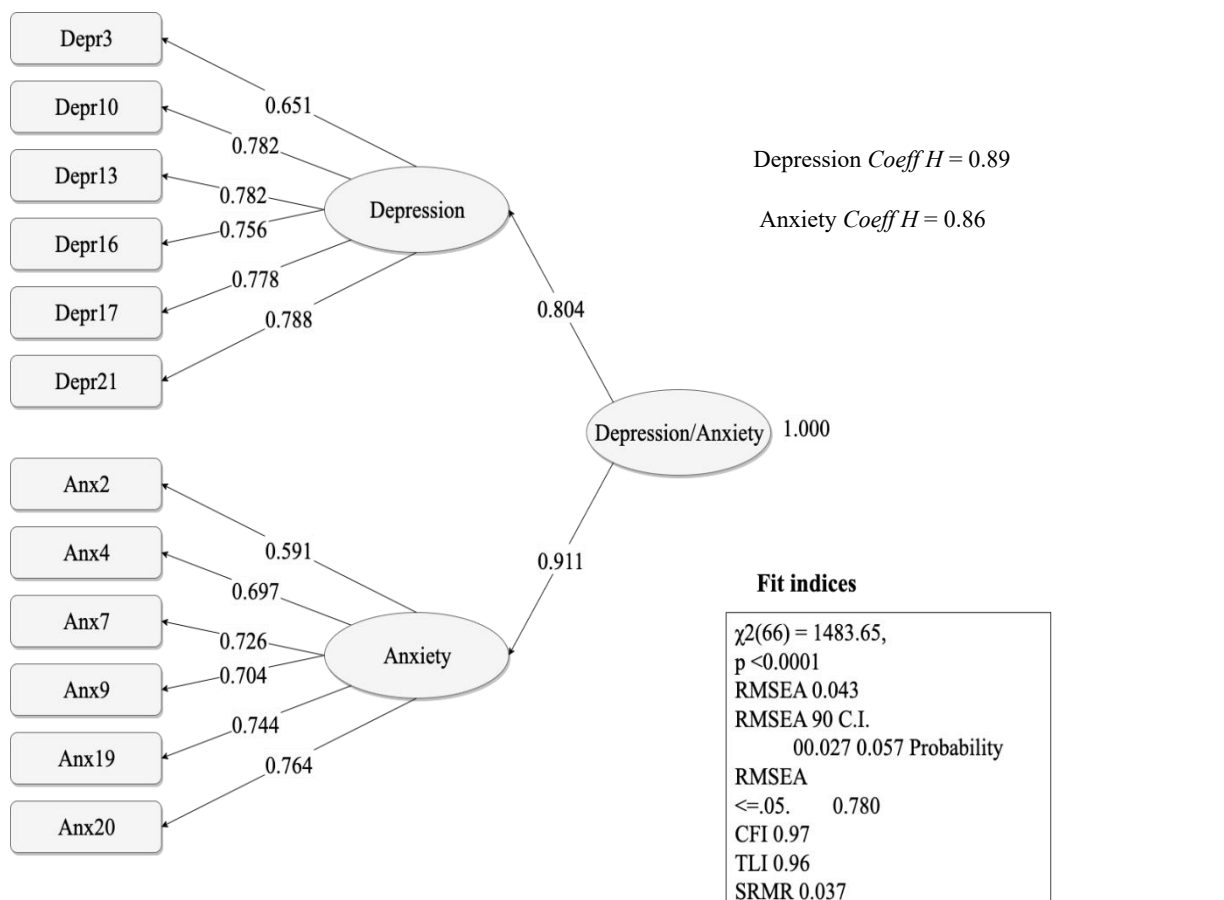 Depr3
0.651
Depr10
0.782
Depr13
0.782
Depr16
0.756
Depr17
0.778
Depr21
0.788
Depression
Depression Coeff H = 0.89
Anxiety Coeff H = 0.86
0.804
Depression/Anxiety
1.000
0.911
Anx2
0.591
Anx4
0.697
Anx7
0.726
Anx9
0.704
Anx19
0.744
Anx20
0.764
Anxiety
Fit indices
χ2(66) = 1483.65,
p <0.0001
RMSEA 0.043
RMSEA 90 C.I.
00.027 0.057 Probability
RMSEA
<=.05. 0.780
CFI 0.97
TLI 0.96
SRMR 0.037